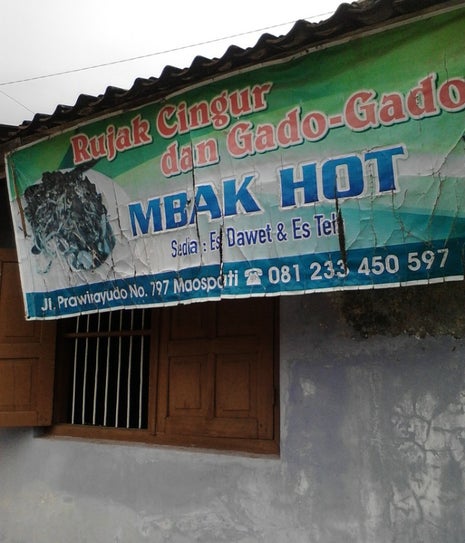 Rujak Cingur
dan Gado-Gado
MBAK HOT
Sedia : Es Dawet & Es Teh
Jl. Prawirayudo No. 797 Maospati ☎ 081 233 450 597